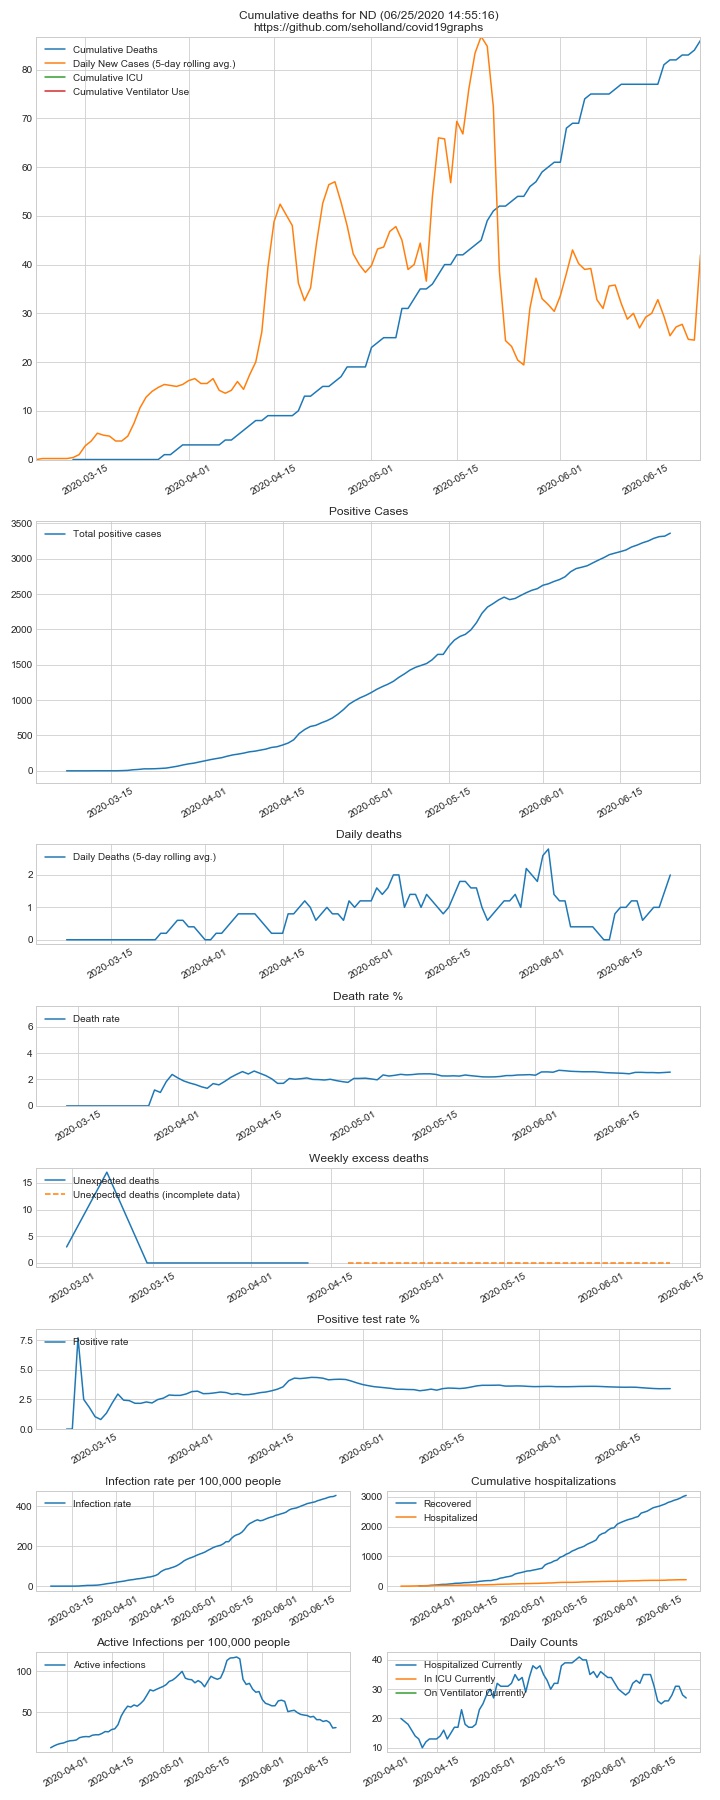 Cumulative deaths for ND (06/25/2020 14:55:16)
https://github.com/seholland/covid19graphs
Cumulative Deaths
Daily New Cases (5-day rolling avg.)
Cumulative ICU
Cumulative Ventilator Use
80
70
60
50
40
30
20
10
0
2020-03-15 2020-04-01 2020-04-15 2020-05-01 2020-05-15 2020-06-01 2020-06-15
Positive Cases
Total positive cases
3500
3000
2500
2000
1500
1000
500
0
2020-03-15 2020-04-01 2020-04-15 2020-05-01 2020-05-15 2020-06-01 2020-06-15
Daily deaths
Daily Deaths (5-day rolling avg.)
2
1
0
2020-03-15 2020-04-01 2020-04-15 2020-05-01 2020-05-15 2020-06-01 2020-06-15
Death rate %
Death rate
6
4
2
0
2020-03-15 2020-04-01 2020-04-15 2020-05-01 2020-05-15 2020-06-01 2020-06-15
Weekly excess deaths
Unexpected deaths
Unexpected deaths (incomplete data)
15
10
5
0
2020-03-01 2020-03-15 2020-04-01 2020-04-15 2020-05-01 2020-05-15 2020-06-01 2020-06-15
Positive test rate %
Positive rate
7.5
5.0
2.5
0.0
2020-03-15 2020-04-01 2020-04-15 2020-05-01 2020-05-15 2020-06-01 2020-06-15
Infection rate per 100,000 people
Infection rate
400
200
0
2020-03-15 2020-04-01 2020-04-15 2020-05-01 2020-05-15 2020-06-01 2020-06-15
Cumulative hospitalizations
Recovered
Hospitalized
3000
2000
1000
0
2020-04-01 2020-04-15 2020-05-01 2020-05-15 2020-06-01 2020-06-15
Active Infections per 100,000 people
Active infections
100
50
2020-04-01 2020-04-15 2020-05-01 2020-05-15 2020-06-01 2020-06-15
Daily Counts
Hospitalized Currently
In ICU Currently
On Ventilator Currently
40
30
20
10
2020-04-01 2020-04-15 2020-05-01 2020-05-15 2020-06-01 2020-06-15